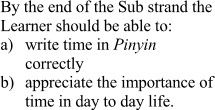 By the end of the Sub strand the
Learner should be able to:
a) write time in Pinyin
correctly
b) appreciate the importance of
time in day to day life.